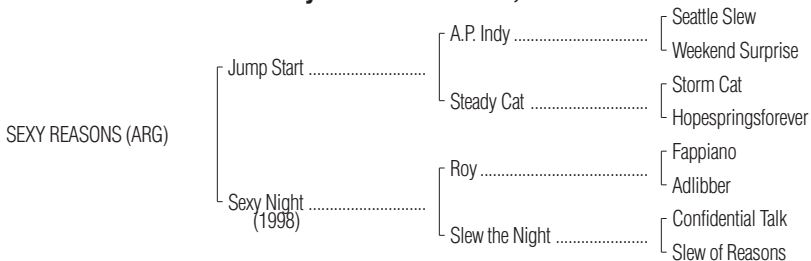 Seattle Slew
A.P. Indy ......................................
Weekend Surprise
Jump Start ...........................
Storm Cat
Steady Cat ...................................
Hopespringsforever
SEXY REASONS (ARG)
Fappiano
Roy ................................................
Adlibber
Sexy Night ...........................
(1998)
Confidential Talk
Slew the Night ............................
Slew of Reasons